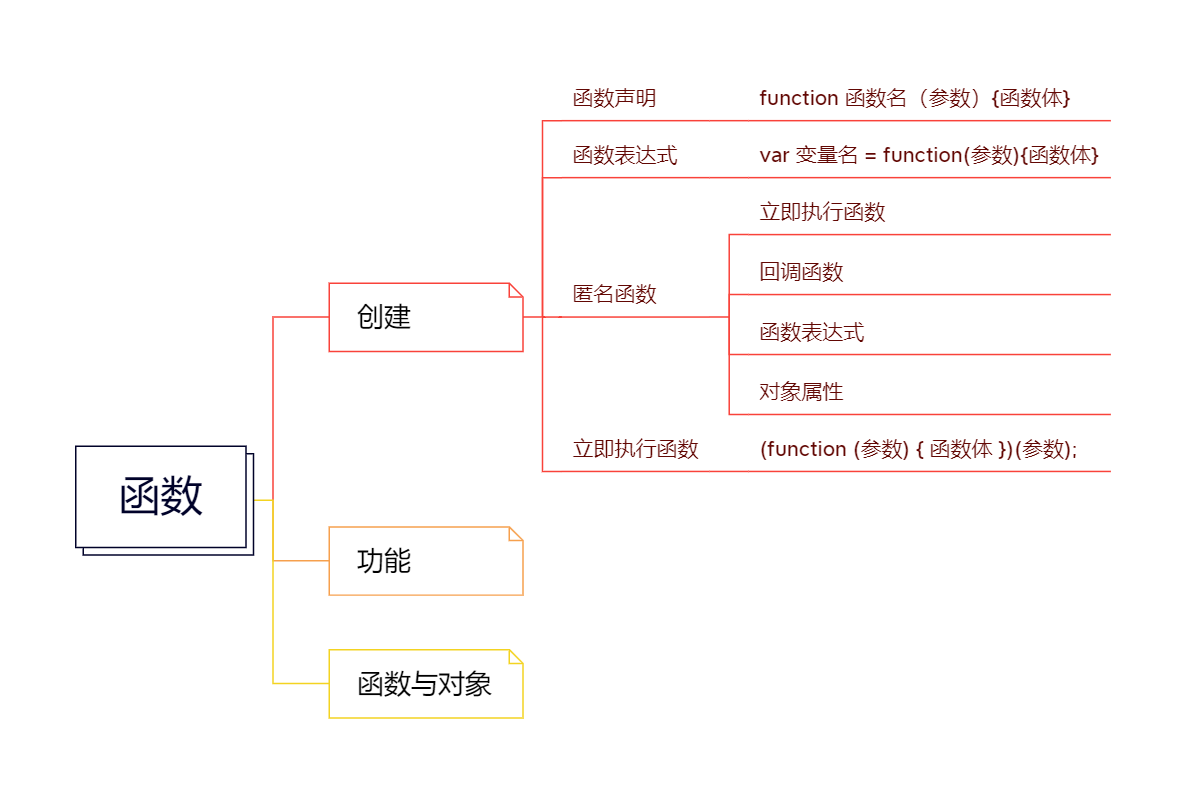 函数
创建
函数声明
function 函数名（参数）{函数体}
函数表达式
var 变量名 = function(参数){函数体}
匿名函数
立即执行函数
回调函数
函数表达式
对象属性
立即执行函数
(function (参数) { 函数体 })(参数);
功能
函数与对象